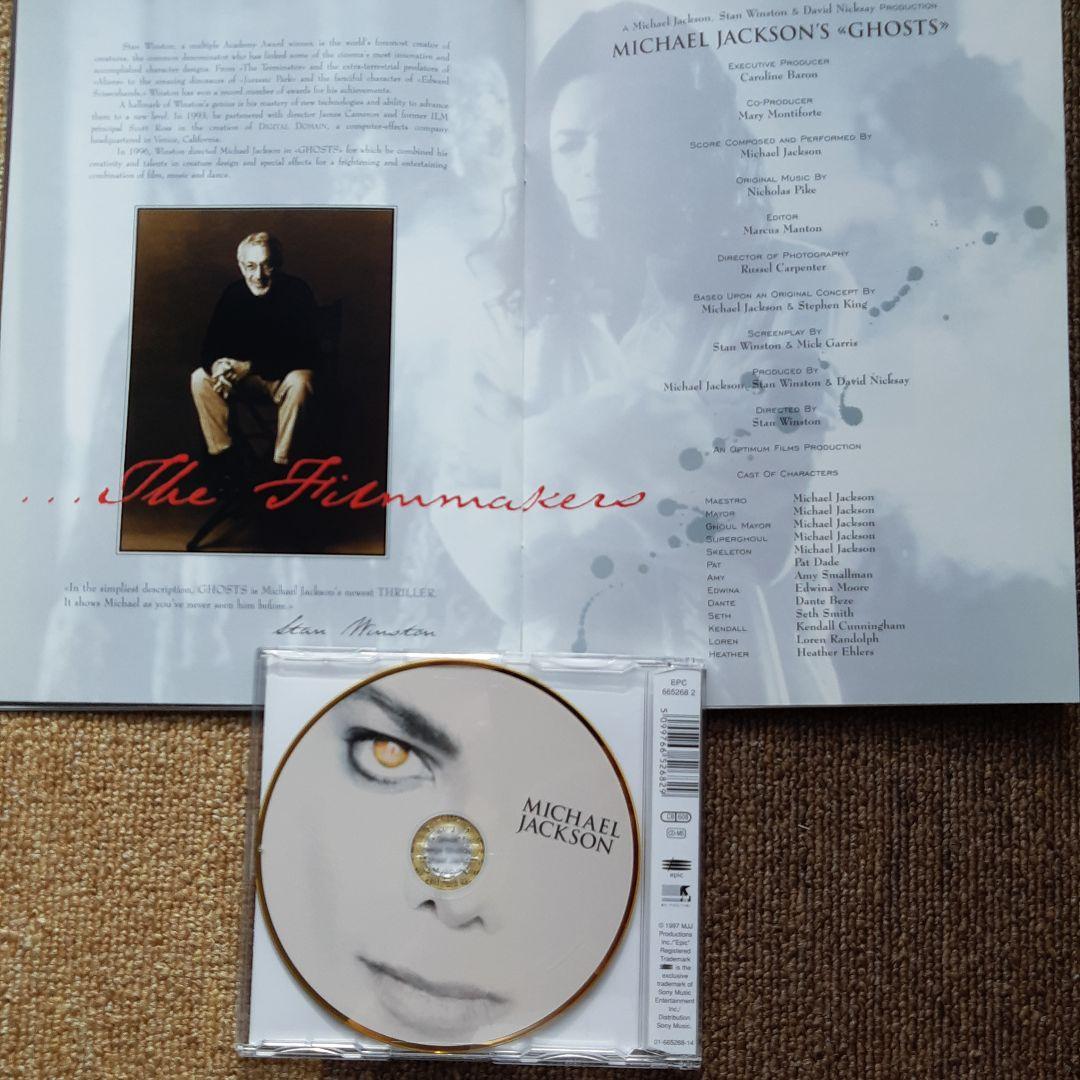 Stan Winston, a multiple Academy Award winner, is the world's foremost creator of
creatures, the common denominator who has linked some of the cinema's most innovative and
accomplished character designs. From «The Terminator» and the extra-terrestrial predators of
«Aliens» to the amazing dinosaurs of «Jurassic Park» and the fanciful character of «Edward
Scissorhands,» Winston has won a record number of awards for his achievements.
A hallmark of Winston's genius is his mastery of new technologies and ability to advance
them to a new level. In 1993, he partnered with director James Cameron and former ILM
principal Scott Ross in the creation of DIGITAL DOMAIN, a computer-effects company
headquartered in Venice, California.
In 1996, Winston directed Michael Jackson in «GHOSTS» for which he combined his
creativity and talents in creature design and special effects for a frightening and entertaining
combination of film, music and dance.
...The Filmmakers
«In the simpliest description, GHOSTS is Michael Jackson's newest THRILLER.
It shows Michael as you've never seen him before.»
Stan Winston
A Michael Jackson, Stan Winston & David Nicksay Production
MICHAEL JACKSON'S «GHOSTS»
Executive Producer
Caroline Baron
Co-Producer
Mary Montiforte
Score Composed and Performed By
Michael Jackson
Original Music By
Nicholas Pike
Editor
Marcus Manton
Director of Photography
Russel Carpenter
Based Upon an Original Concept By
Michael Jackson & Stephen King
Screenplay By
Stan Winston & Mick Garris
Produced By
Michael Jackson, Stan Winston & David Nicksay
Directed By
Stan Winston
An Optimum Films Production
Cast Of Characters
Maestro Michael Jackson
Mayor Michael Jackson
Ghoul Mayor Michael Jackson
Superghoul Michael Jackson
Skeleton Michael Jackson
Pat Pat Dade
Amy Amy Smallman
Edwina Edwina Moore
Dante Dante Beze
Seth Seth Smith
Kendall Kendall Cunningham
Loren Loren Randolph
Heather Heather Ehlers
MICHAEL
JACKSON
EPC
665268 2
5099766526829
epic
© 1997 MJJ
Productions
Inc./"Epic"
Registered
Trademark
is the
exclusive
trademark of
Sony Music
Entertainment
Inc./
Distribution
Sony Music.
01-665268-14